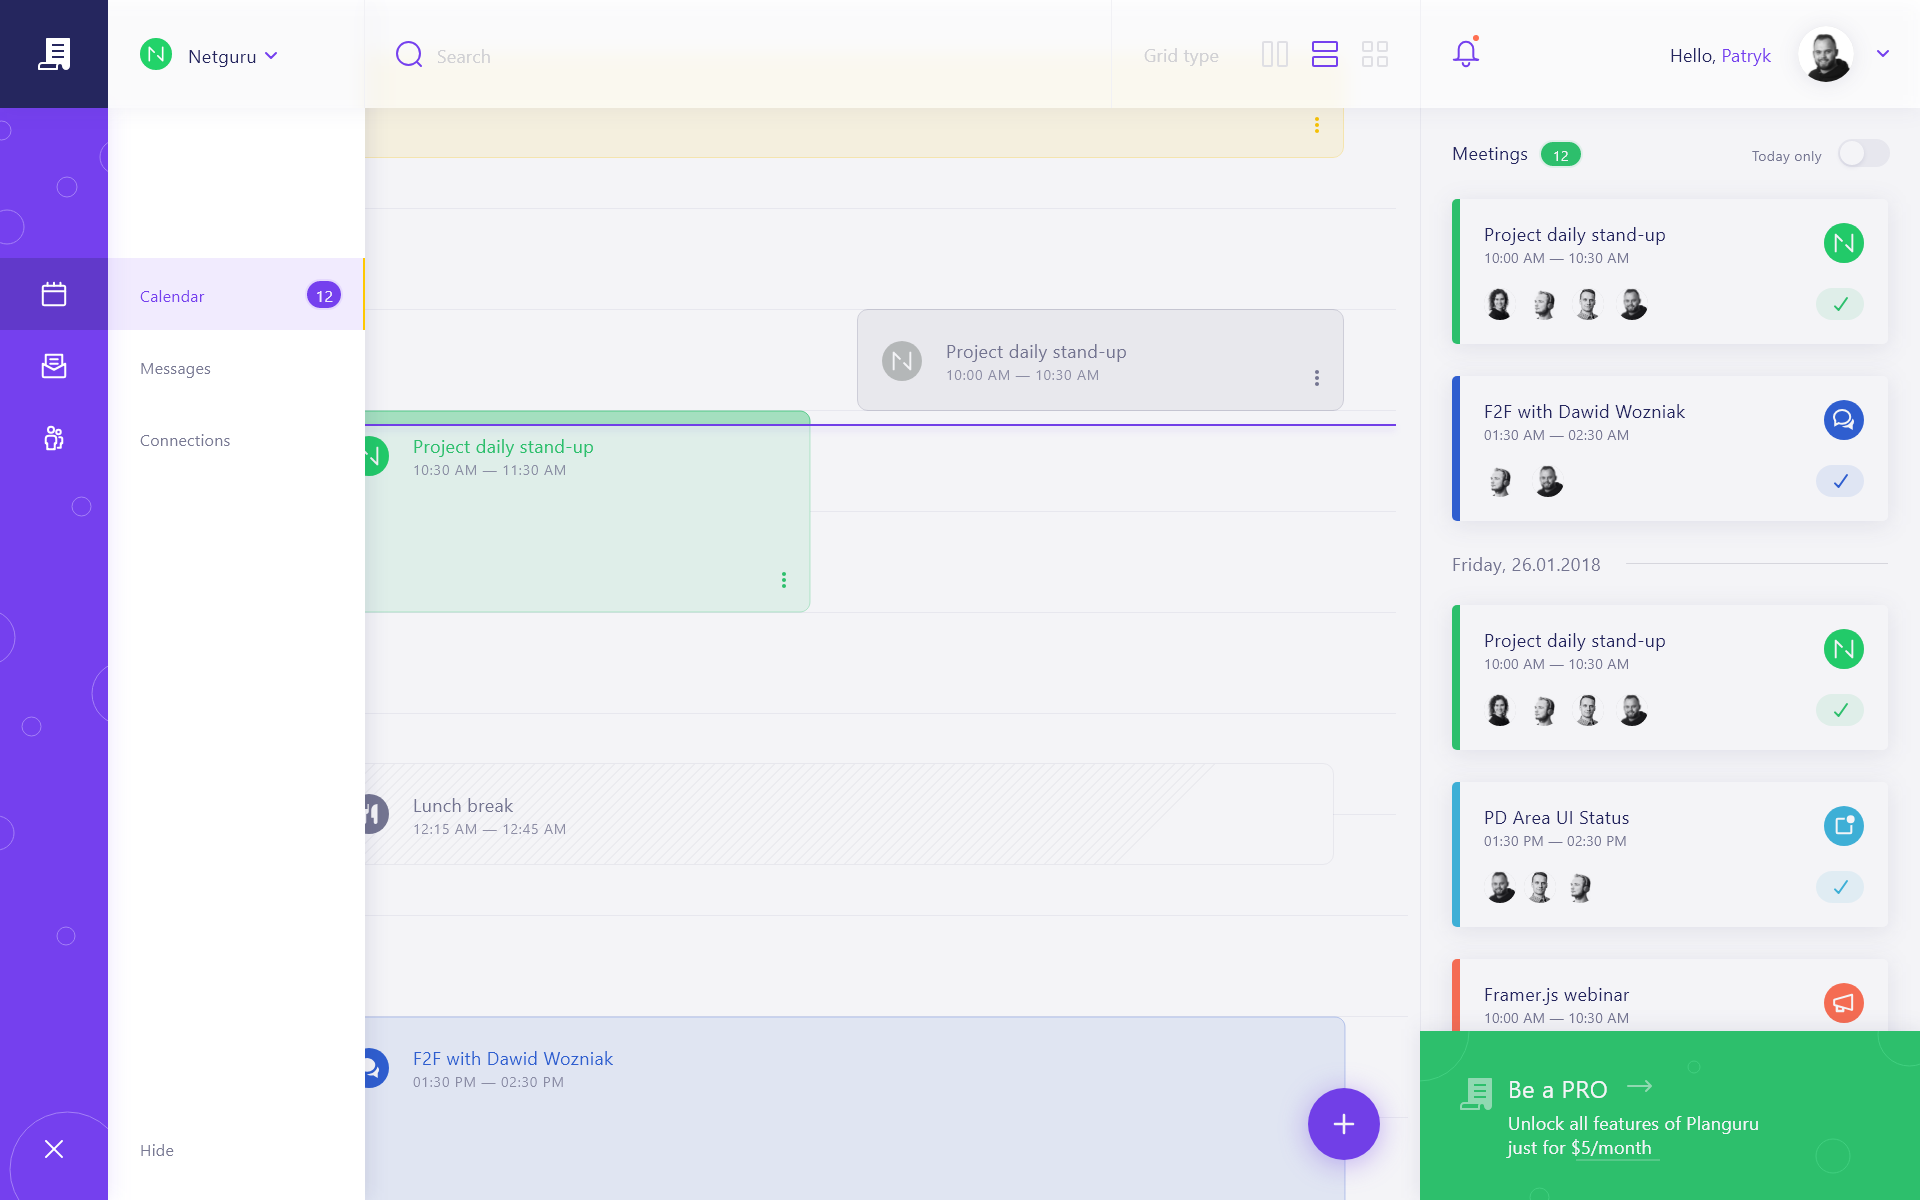 Netguru
Search
Grid type
Hello, Patryk
Calendar
12
Messages
Connections
Hide
Project daily stand-up
10:00 AM — 10:30 AM
Project daily stand-up
10:30 AM — 11:30 AM
Lunch break
12:15 AM — 12:45 AM
F2F with Dawid Wozniak
01:30 PM — 02:30 PM
Meetings 12
Today only
Project daily stand-up
10:00 AM — 10:30 AM
F2F with Dawid Wozniak
01:30 AM — 02:30 AM
Friday, 26.01.2018
Project daily stand-up
10:00 AM — 10:30 AM
PD Area UI Status
01:30 PM — 02:30 PM
Framer.js webinar
10:00 AM — 10:30 AM
Be a PRO
Unlock all features of Planguru
just for $5/month